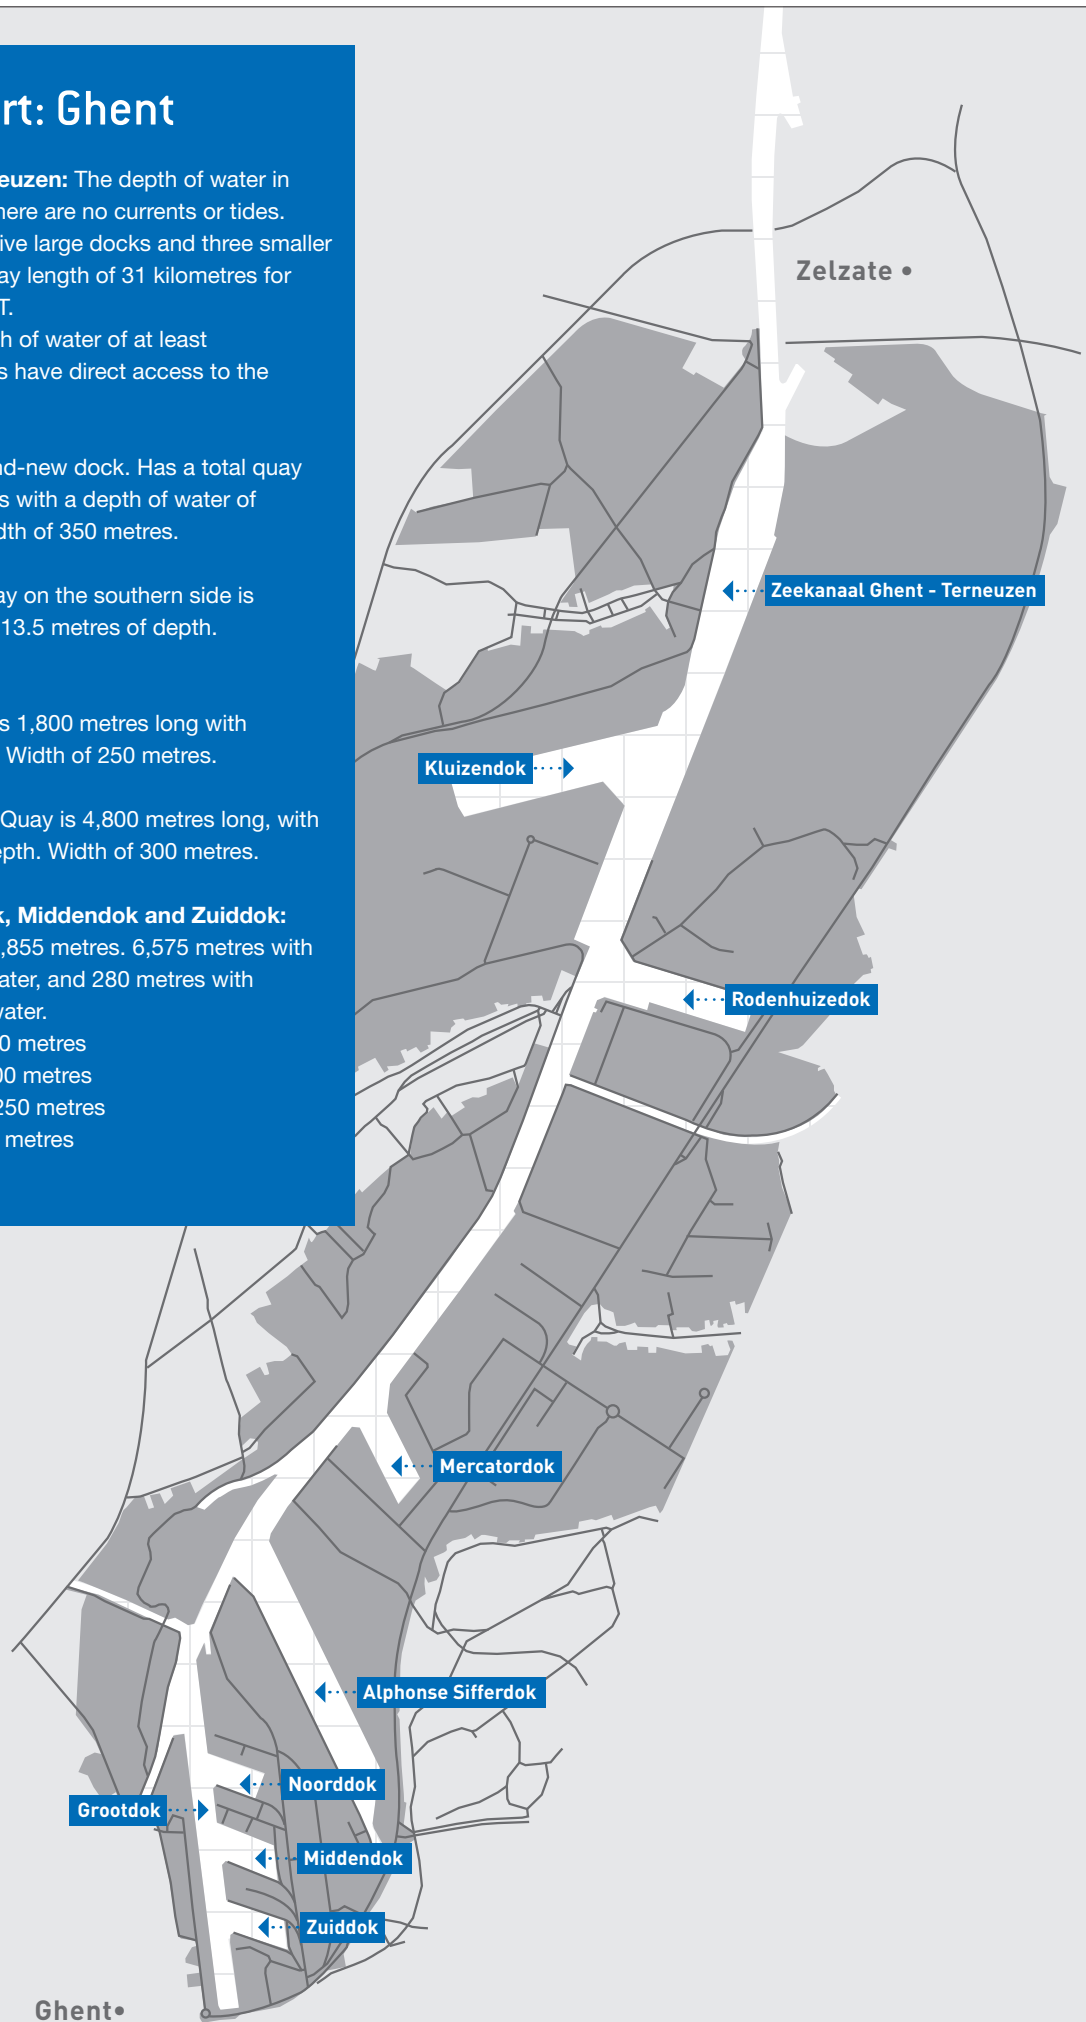 rt: Ghent
euzen: The depth of water in
here are no currents or tides.
ive large docks and three smaller
ay length of 31 kilometres for
T.
h of water of at least
s have direct access to the
nd-new dock. Has a total quay
s with a depth of water of
dth of 350 metres.
ay on the southern side is
13.5 metres of depth.
s 1,800 metres long with
Width of 250 metres.
Quay is 4,800 metres long, with
epth. Width of 300 metres.
k, Middendok and Zuiddok:
,855 metres. 6,575 metres with
ater, and 280 metres with
water.
0 metres
00 metres
250 metres
metres
Zelzate
Zeekanaal Ghent - Terneuzen
Kluizendok
Rodenhuizedok
Mercatordok
Alphonse Sifferdok
Noorddok
Grootdok
Middendok
Zuiddok
Ghent